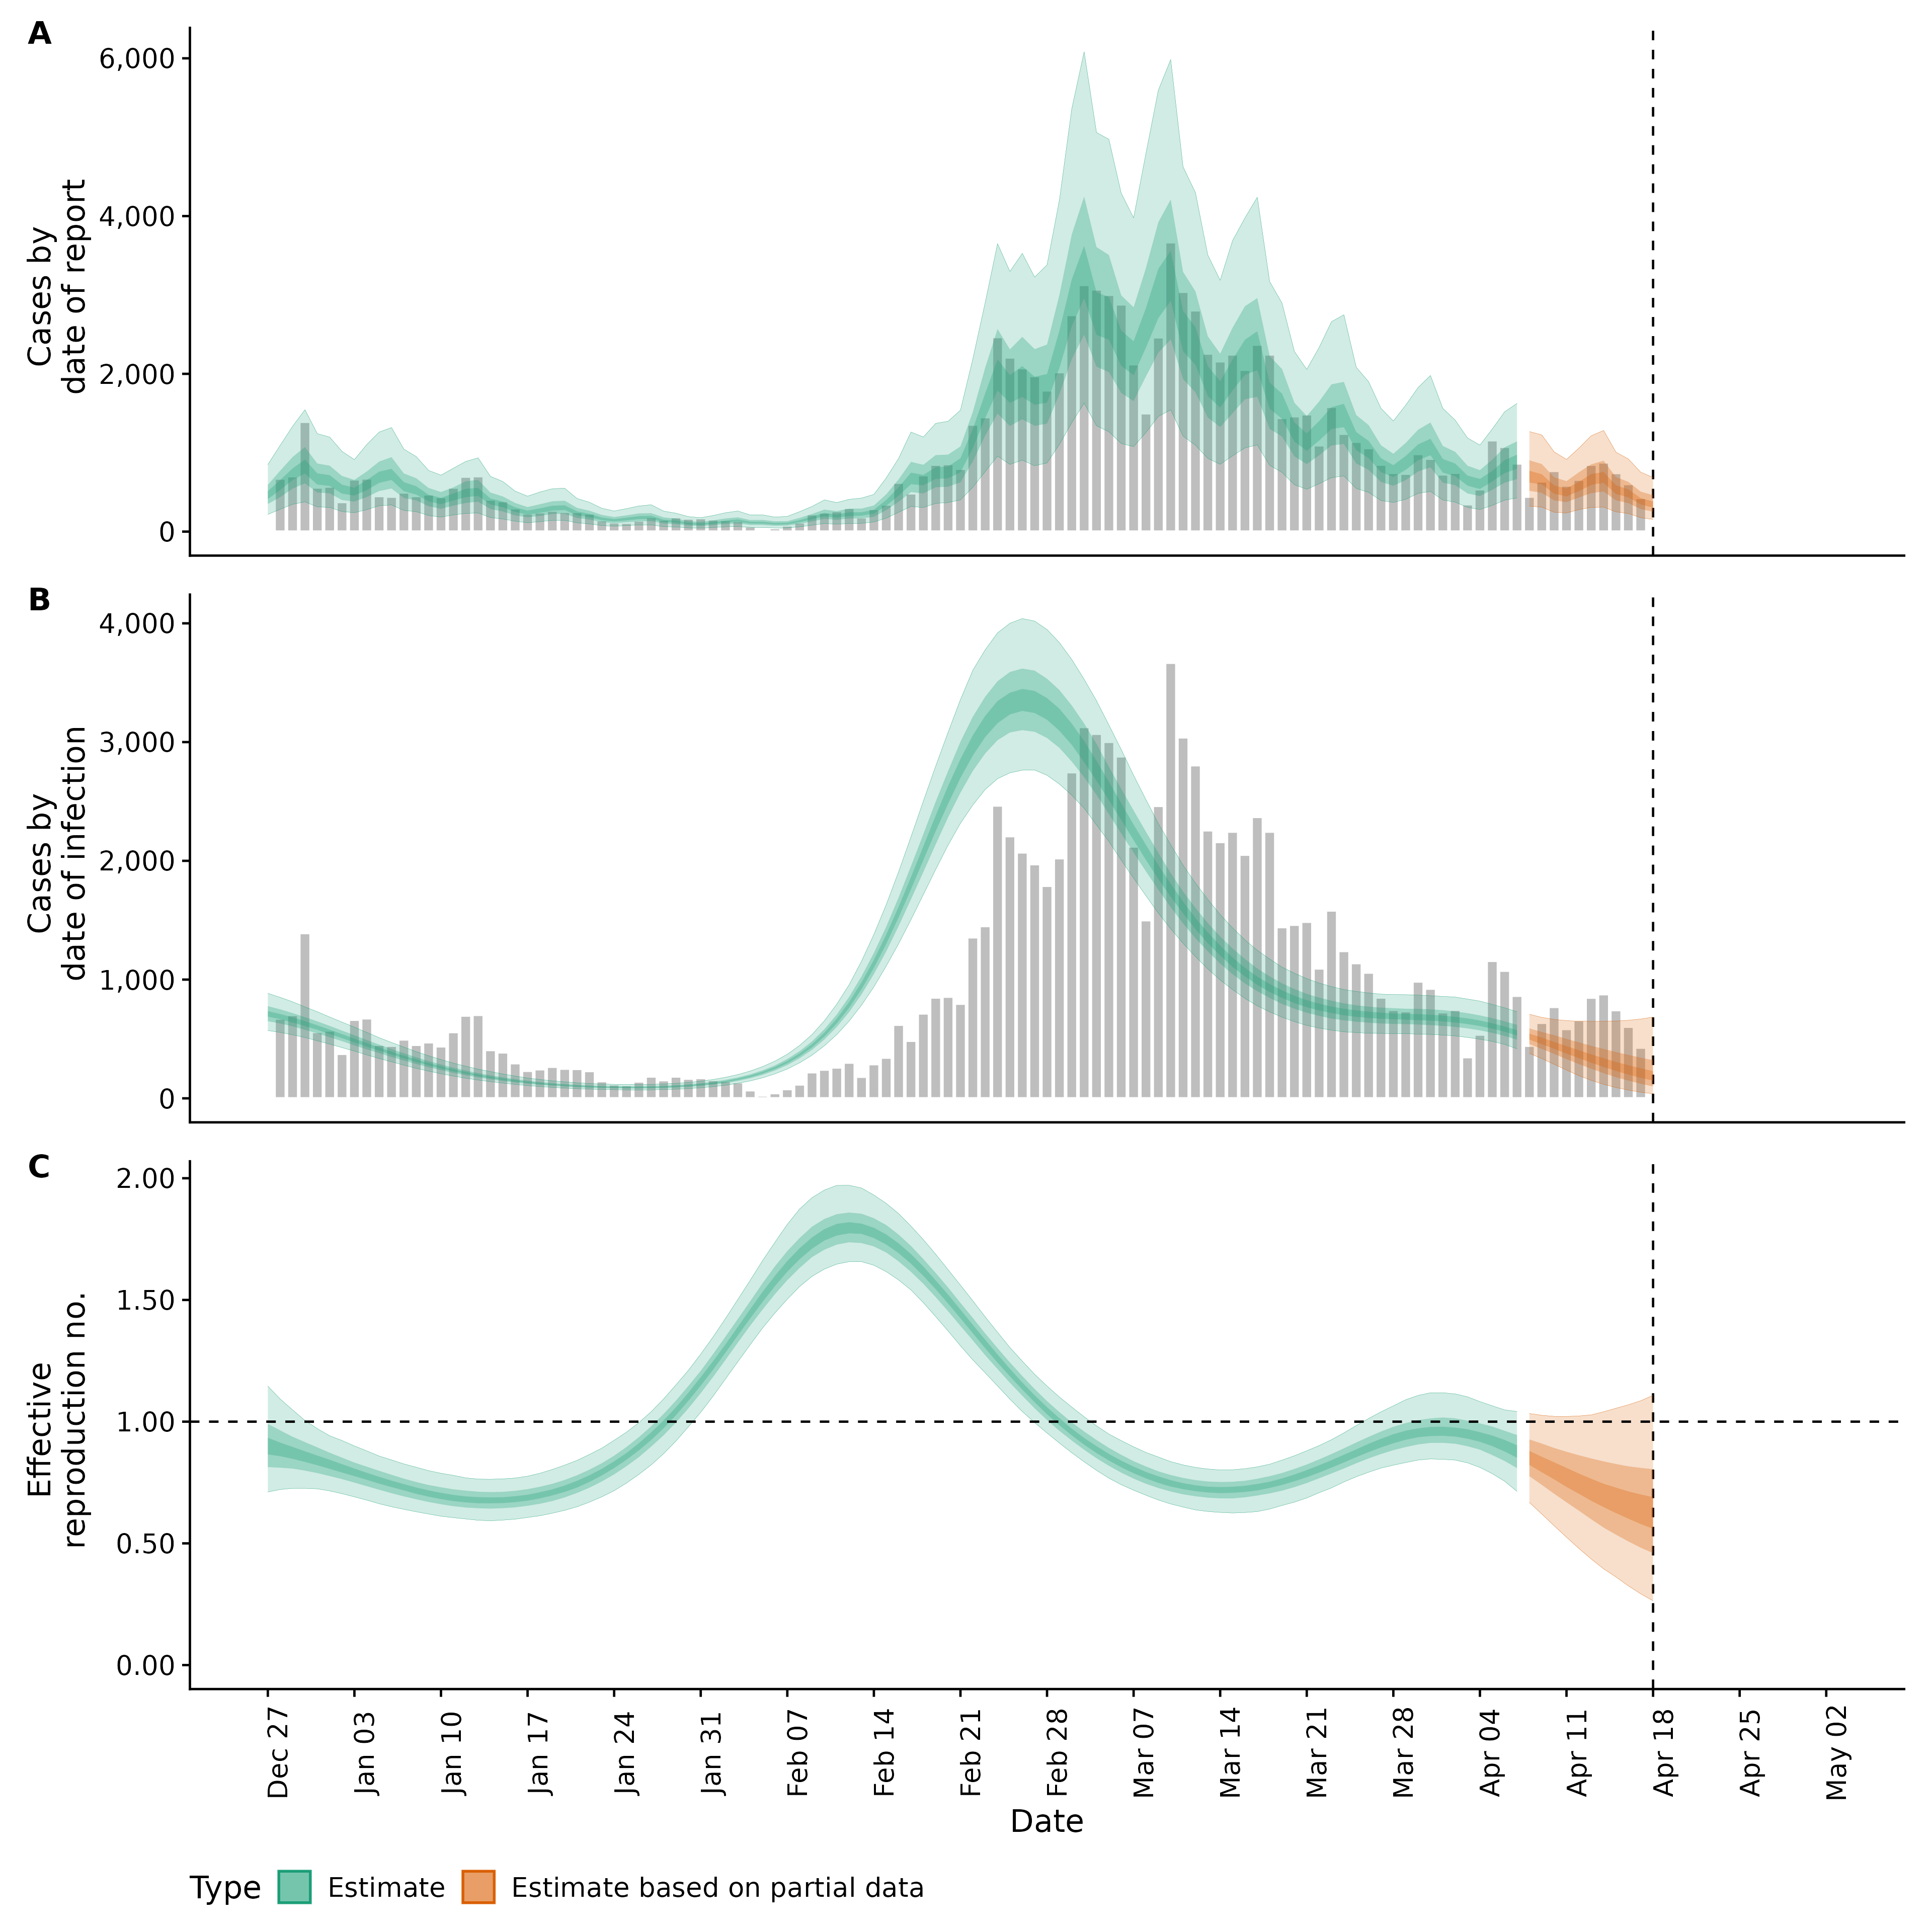 A
6,000
4,000
2,000
0
Cases by
date of report
B
4,000
3,000
2,000
1,000
0
Cases by
date of infection
C
2.00
1.50
1.00
0.50
0.00
Effective
reproduction no.
Dec 27
Jan 03
Jan 10
Jan 17
Jan 24
Jan 31
Feb 07
Feb 14
Feb 21
Feb 28
Mar 07
Mar 14
Mar 21
Mar 28
Apr 04
Apr 11
Apr 18
Apr 25
May 02
Date
Type Estimate Estimate based on partial data